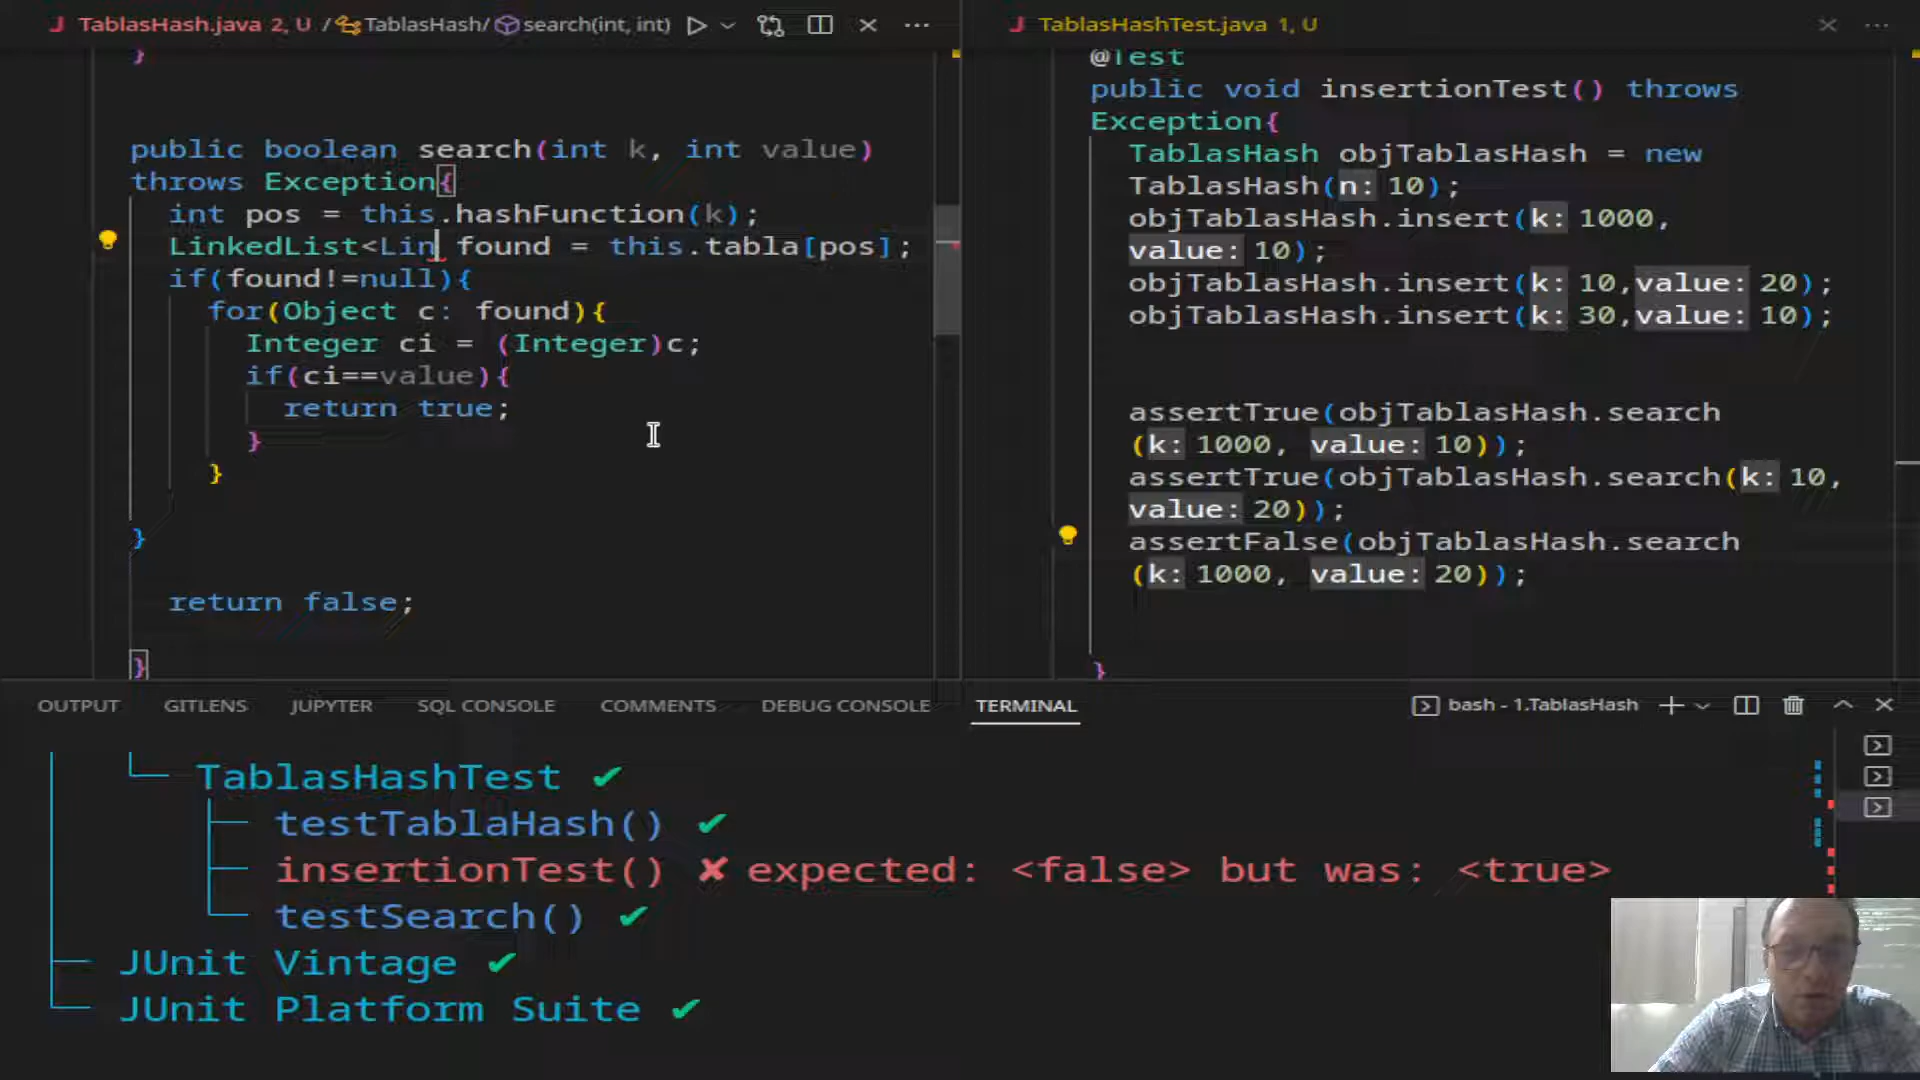 TablasHash.java 2, U / TablasHash/ search(int, int)
}
public boolean search(int k, int value)
throws Exception{
int pos = this.hashFunction(k);
LinkedList<Lin found = this.tabla[pos];
if(found!=null){
for(Object c: found){
Integer ci = (Integer)c;
if(ci==value){
return true;
}
}
}
return false;
}
TablasHashTest.java 1, U
@Test
public void insertionTest() throws
Exception{
TablasHash objTablasHash = new
TablasHash(n: 10);
objTablasHash.insert(k: 1000,
value: 10);
objTablasHash.insert(k: 10,value: 20);
objTablasHash.insert(k: 30,value: 10);
assertTrue(objTablasHash.search
(k: 1000, value: 10));
assertTrue(objTablasHash.search(k: 10,
value: 20));
assertFalse(objTablasHash.search
(k: 1000, value: 20));
}
OUTPUT GITLENS JUPYTER SQL CONSOLE COMMENTS DEBUG CONSOLE TERMINAL bash - 1.TablasHash
TablasHashTest ✔
testTablaHash() ✔
insertionTest() ✘ expected: <false> but was: <true>
testSearch() ✔
JUnit Vintage ✔
JUnit Platform Suite ✔